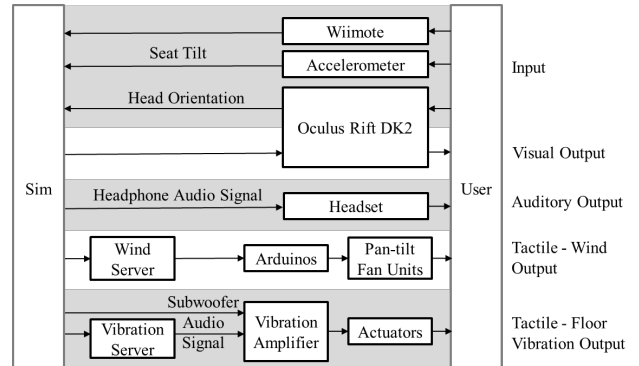 Wiimote
Seat Tilt
Accelerometer
Input
Head Orientation
Oculus Rift DK2
Visual Output
Sim
User
Headphone Audio Signal
Headset
Auditory Output
Wind
Server
Arduinos
Pan-tilt
Fan Units
Tactile - Wind
Output
Subwoofer
Vibration
Server
Audio
Signal
Vibration
Amplifier
Actuators
Tactile - Floor
Vibration Output